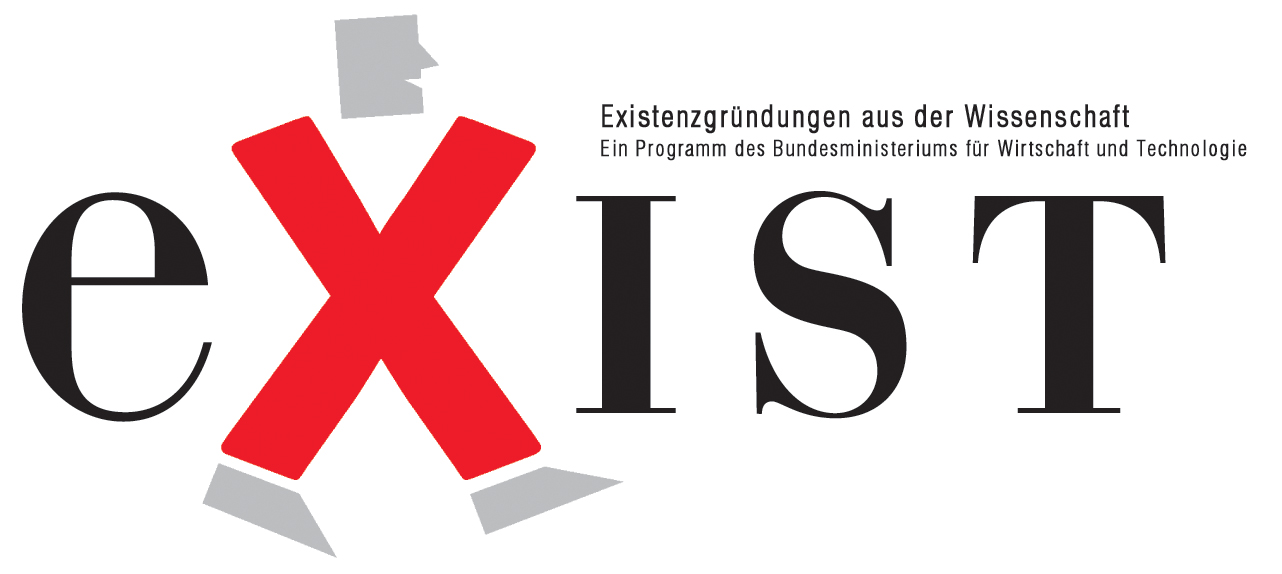 Existenzgründungen aus der Wissenschaft
Ein Programm des Bundesministeriums für Wirtschaft und Technologie
eXIST